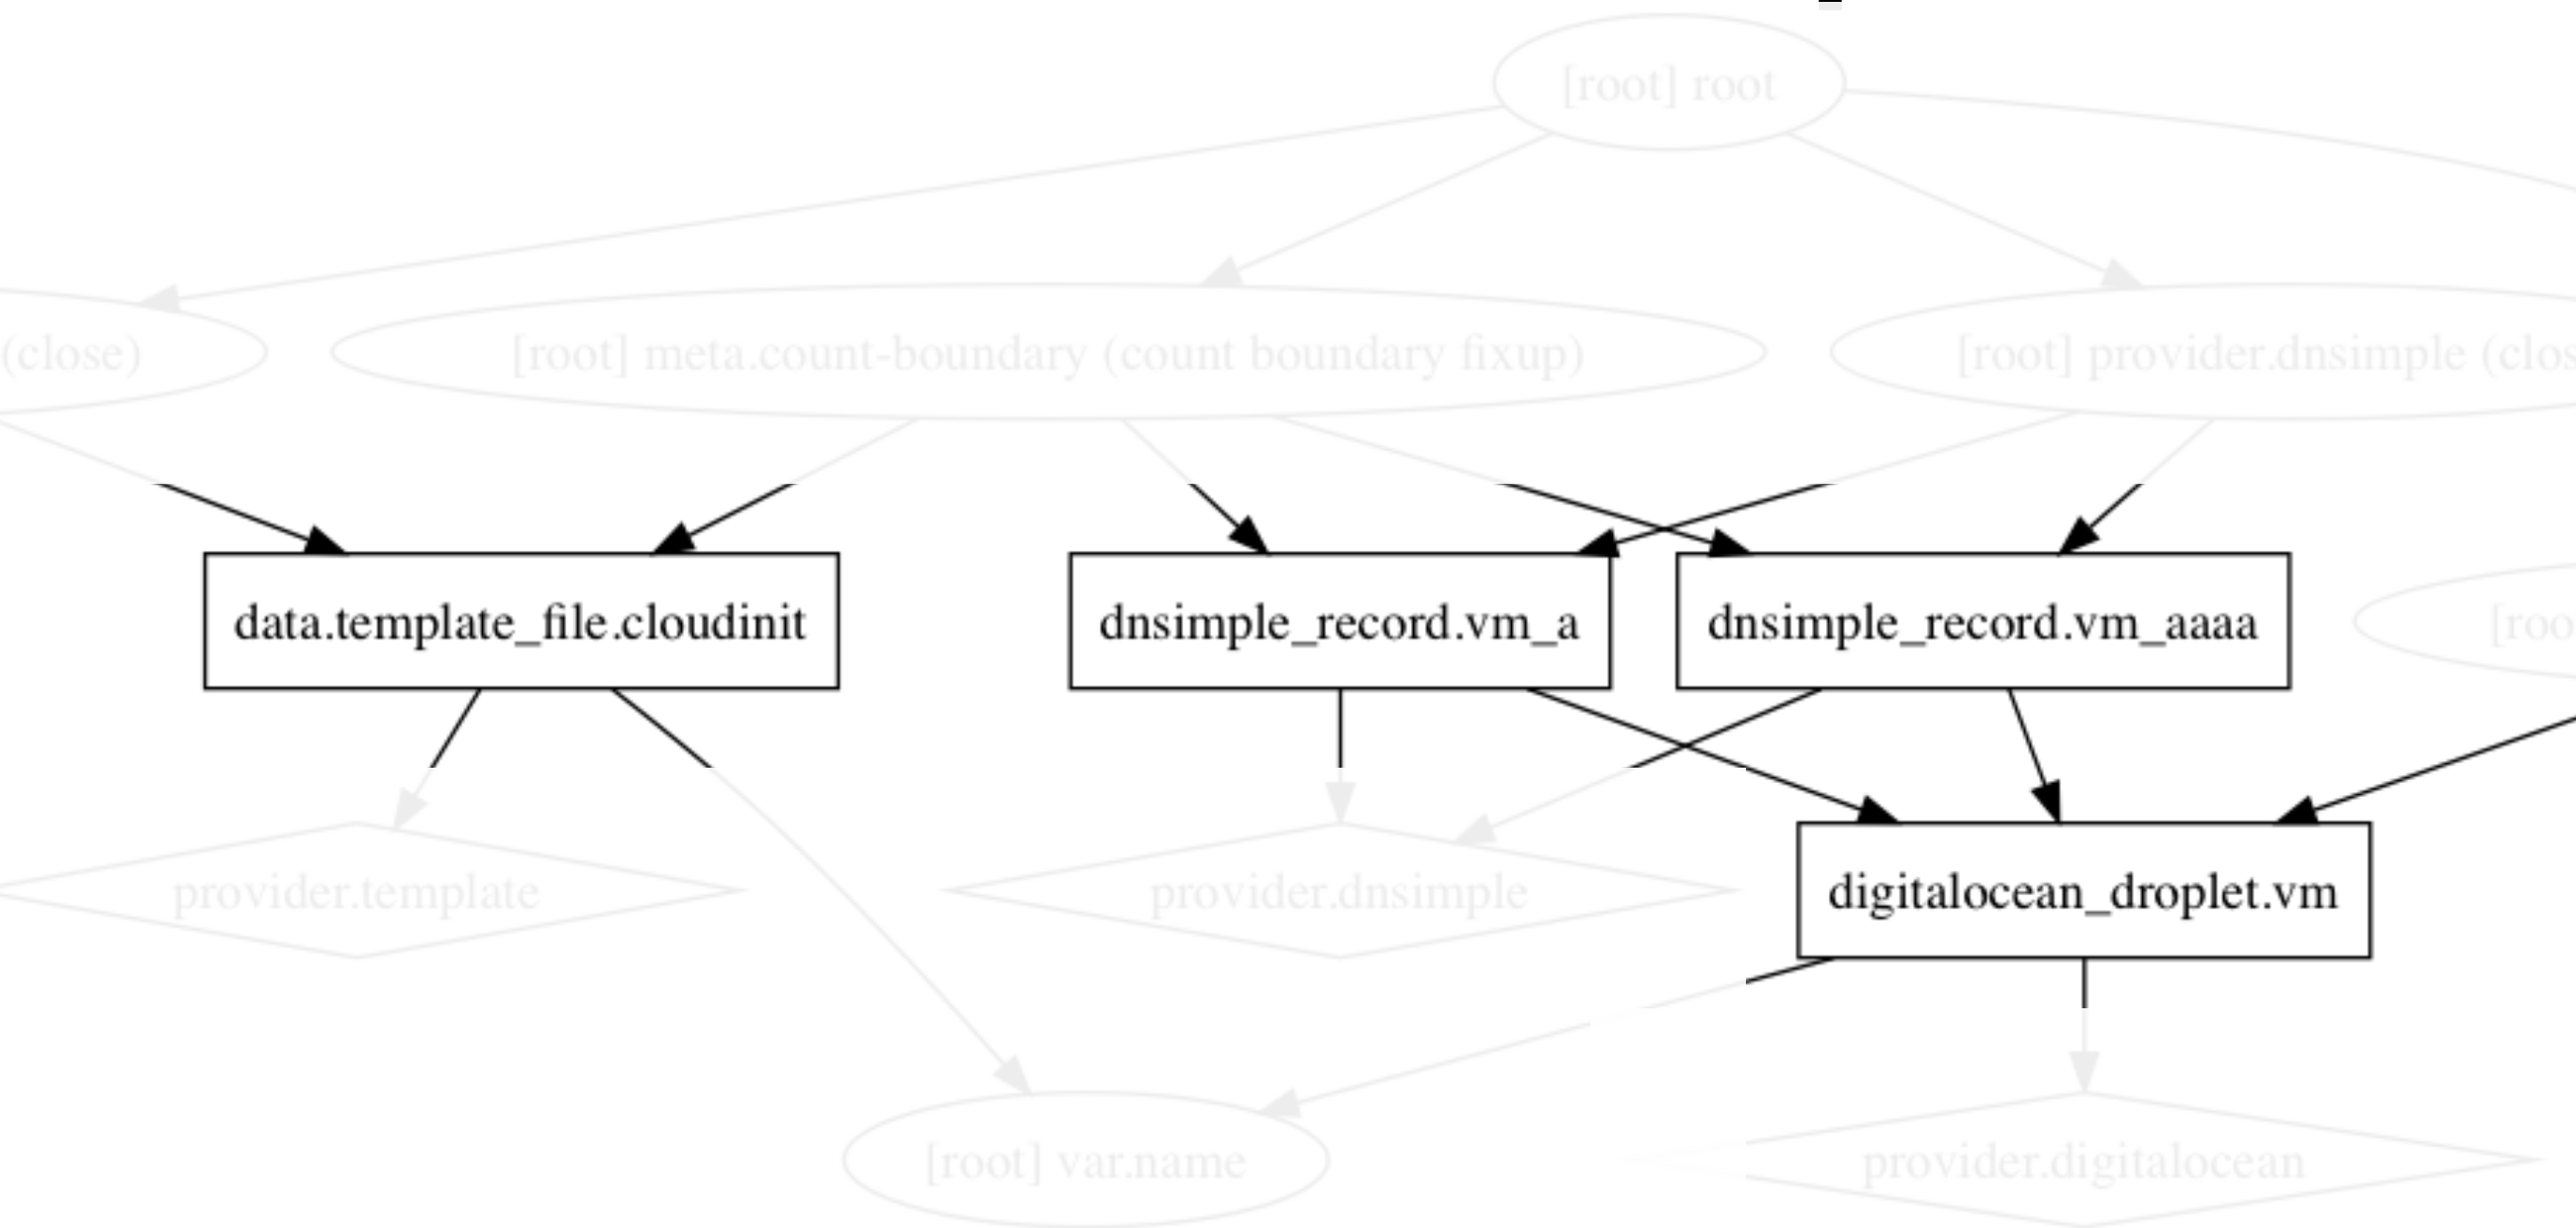 [root] root
(close)
[root] meta.count-boundary (count boundary fixup)
[root] provider.dnsimple (clos
data.template_file.cloudinit
dnsimple_record.vm_a
dnsimple_record.vm_aaaa
[roo
provider.template
provider.dnsimple
digitalocean_droplet.vm
[root] var.name
provider.digitalocean